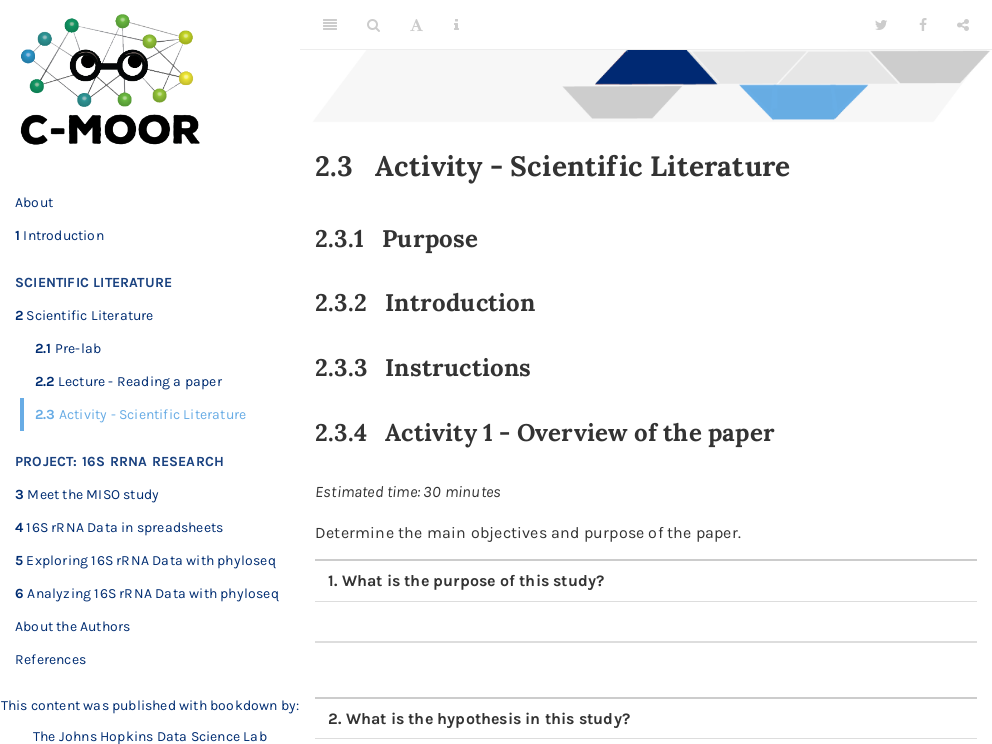 C-MOOR
About
1 Introduction
SCIENTIFIC LITERATURE
2 Scientific Literature
2.1 Pre-lab
2.2 Lecture - Reading a paper
2.3 Activity - Scientific Literature
PROJECT: 16S RRNA RESEARCH
3 Meet the MISO study
4 16S rRNA Data in spreadsheets
5 Exploring 16S rRNA Data with phyloseq
6 Analyzing 16S rRNA Data with phyloseq
About the Authors
References
This content was published with bookdown by:
The Johns Hopkins Data Science Lab
2.3 Activity - Scientific Literature
2.3.1 Purpose
2.3.2 Introduction
2.3.3 Instructions
2.3.4 Activity 1 - Overview of the paper
Estimated time: 30 minutes
Determine the main objectives and purpose of the paper.
1. What is the purpose of this study?
2. What is the hypothesis in this study?